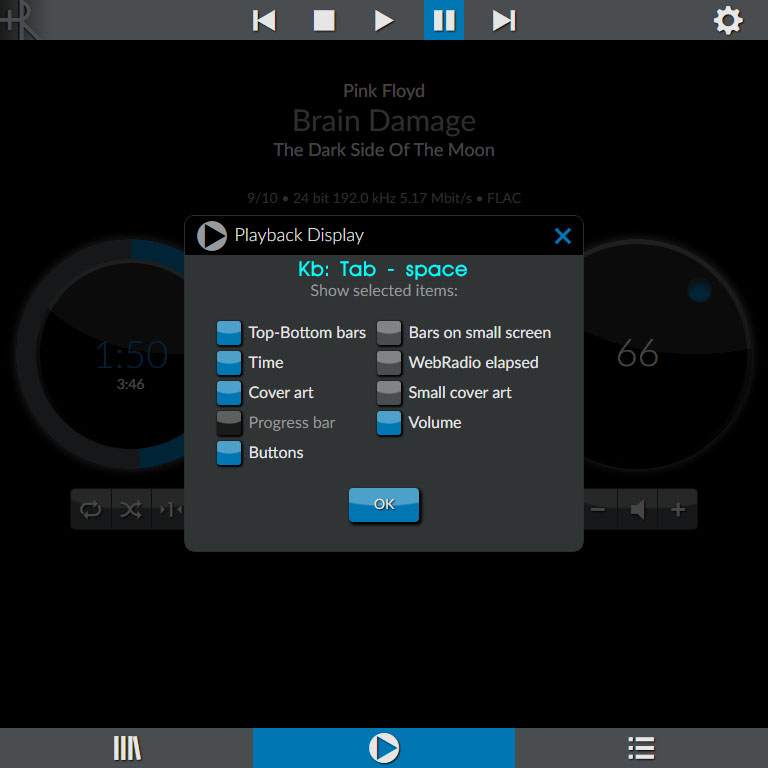 Pink Floyd
Brain Damage
The Dark Side Of The Moon
9/10 • 24 bit 192.0 kHz 5.17 Mbit/s • FLAC
Playback Display
Kb: Tab - space
Show selected items:
Top-Bottom bars
Bars on small screen
Time
WebRadio elapsed
Cover art
Small cover art
Progress bar
Volume
Buttons
OK
1:50
3:46
66
1